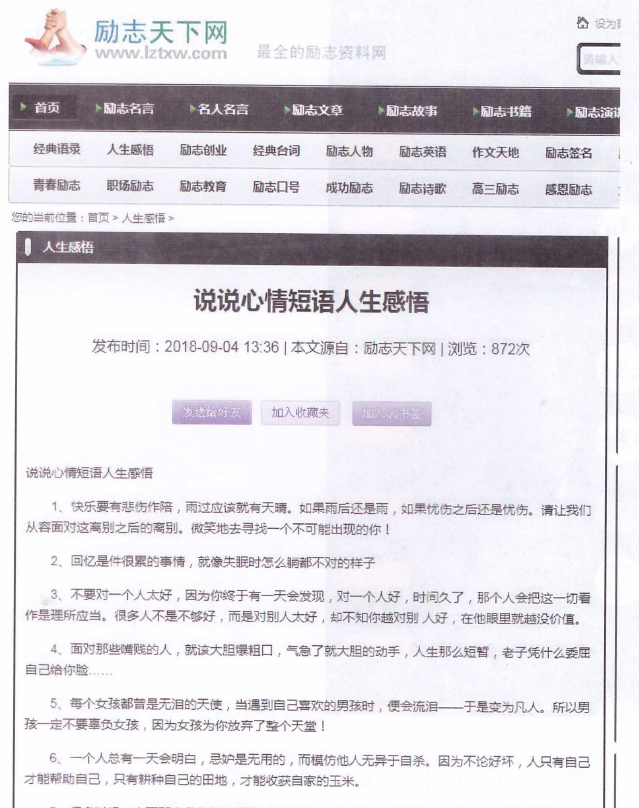 励志天下网
www.lztxw.com
最全的励志资料网
首页 励志名言 名人名言 励志文章 励志故事 励志书籍 励志演讲
经典语录 人生感悟 励志创业 经典台词 励志人物 励志英语 作文天地 励志签名
青春励志 职场励志 励志教育 励志口号 成功励志 励志诗歌 高三励志 感恩励志
您的当前位置：首页 > 人生感悟 >
人生感悟
说说心情短语人生感悟
发布时间：2018-09-04 13:36 | 本文源自：励志天下网 | 浏览：872次
发送给好友 加入收藏夹 加入QQ书签
说说心情短语人生感悟
1、快乐要有悲伤作陪，雨过应该就有天晴。如果雨后还是雨，如果忧伤之后还是忧伤。请让我们
从容面对这离别之后的离别。微笑地去寻找一个不可能出现的你！
2、回忆是件很累的事情，就像失眠时怎么躺都不对的样子
3、不要对一个人太好，因为你终于有一天会发现，对一个人好，时间久了，那个人会把这一切看
作是理所应当。很多人不是不够好，而是对别人太好，却不知你越对别 人好，在他眼里就越没价值。
4、面对那些嘴贱的人，就该大胆爆粗口，气急了就大胆的动手，人生那么短暂，老子凭什么委屈
自己给你脸……
5、每个女孩都曾是无泪的天使，当遇到自己喜欢的男孩时，便会流泪——于是变为凡人。所以男
孩一定不要辜负女孩，因为女孩为你放弃了整个天堂！
6、一个人总有一天会明白，忌妒是无用的，而模仿他人无异于自杀。因为不论好坏，人只有自己
才能帮助自己，只有耕种自己的田地，才能收获自家的玉米。